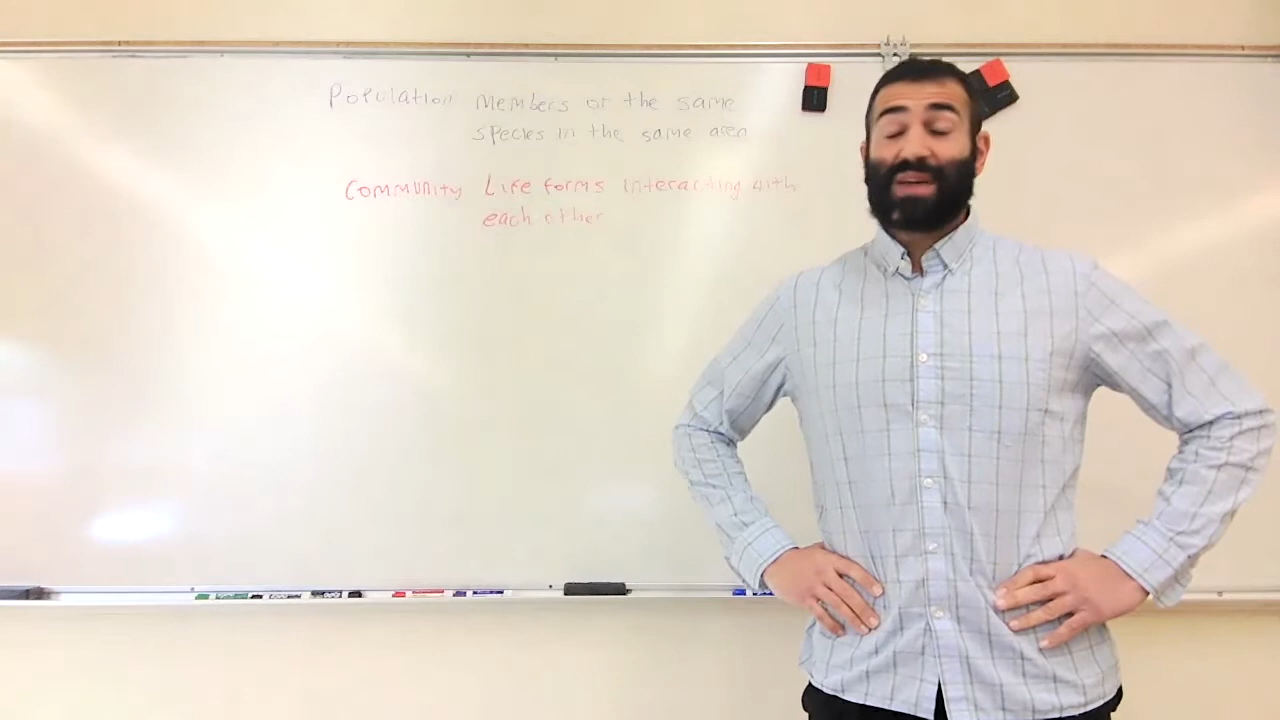 Population Members of the same
species in the same area
Community Life forms interacting with
each other